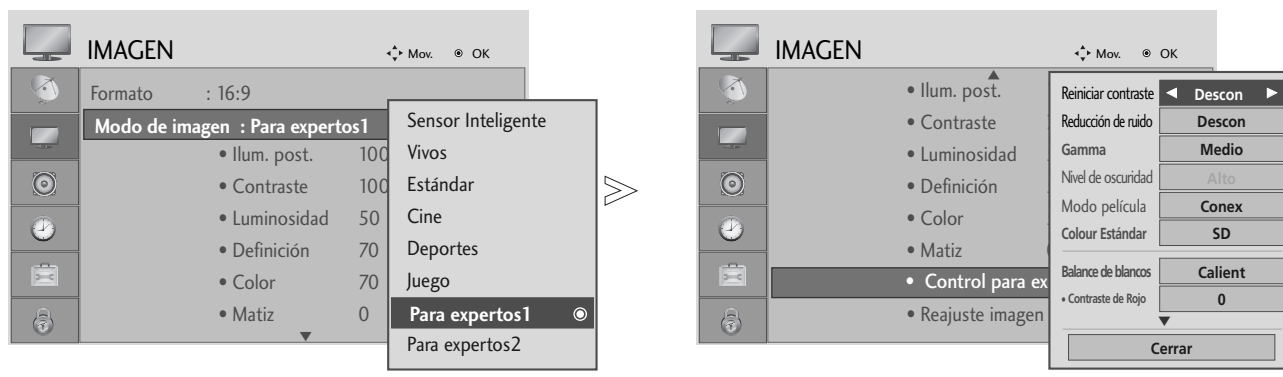 IMAGEN
Mov. OK
Formato : 16:9
Modo de imagen : Para expertos1
• Ilum. post. 100
• Contraste 100
• Luminosidad 50
• Definición 70
• Color 70
• Matiz 0
Sensor Inteligente
Vivos
Estándar
Cine
Deportes
Juego
Para expertos1
Para expertos2
IMAGEN
Mov. OK
• Ilum. post.
• Contraste
• Luminosidad
• Definición
• Color
• Matiz
• Control para ex
• Reajuste imagen
Reiniciar contraste Descon
Reducción de ruido Descon
Gamma Medio
Nivel de oscuridad Alto
Modo película Conex
Colour Estándar SD
Balance de blancos Calient
• Contraste de Rojo 0
Cerrar